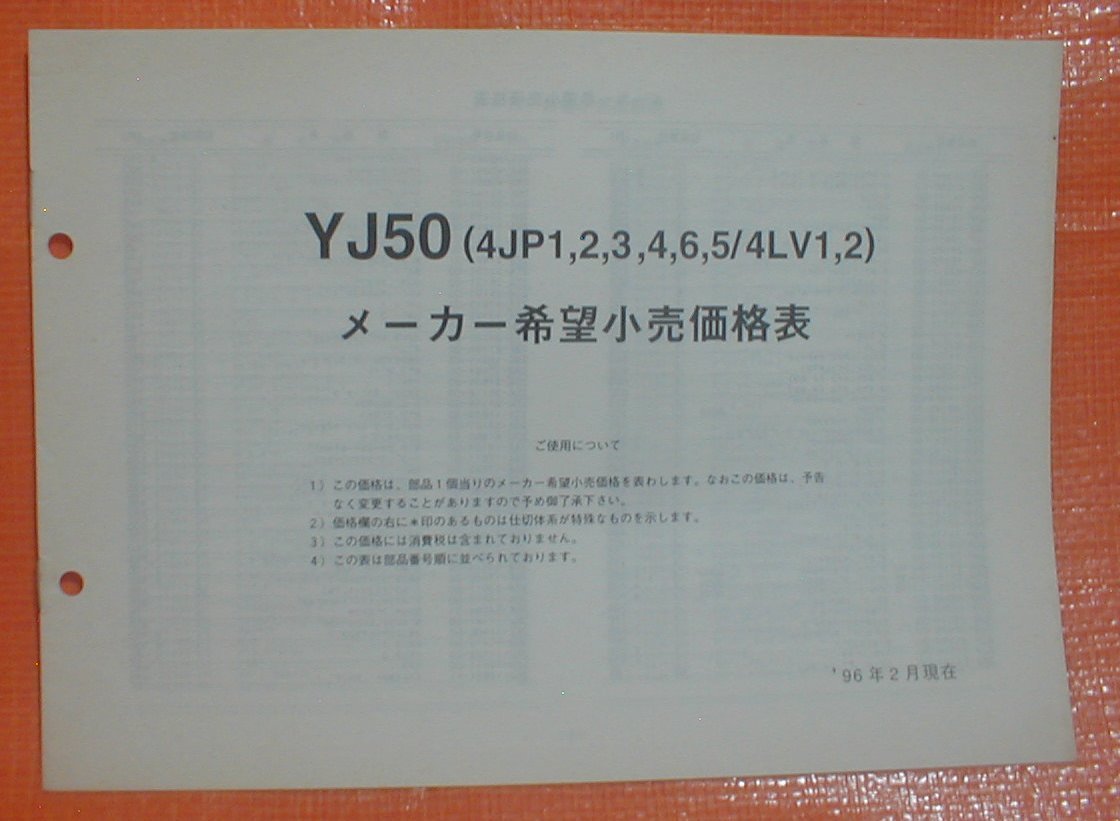 YJ50 (4JP1,2,3,4,6,5/4LV1,2)
メーカー希望小売価格表
ご使用について
1) この価格は、部品1個当りのメーカー希望小売価格を表わします。なおこの価格は、予告
なく変更することがありますので予め御了承下さい。
2) 価格欄の右に＊印のあるものは仕切体系が特殊なものを示します。
3) この価格には消費税は含まれておりません。
4) この表は部品番号順に並べられております。
'96年2月現在